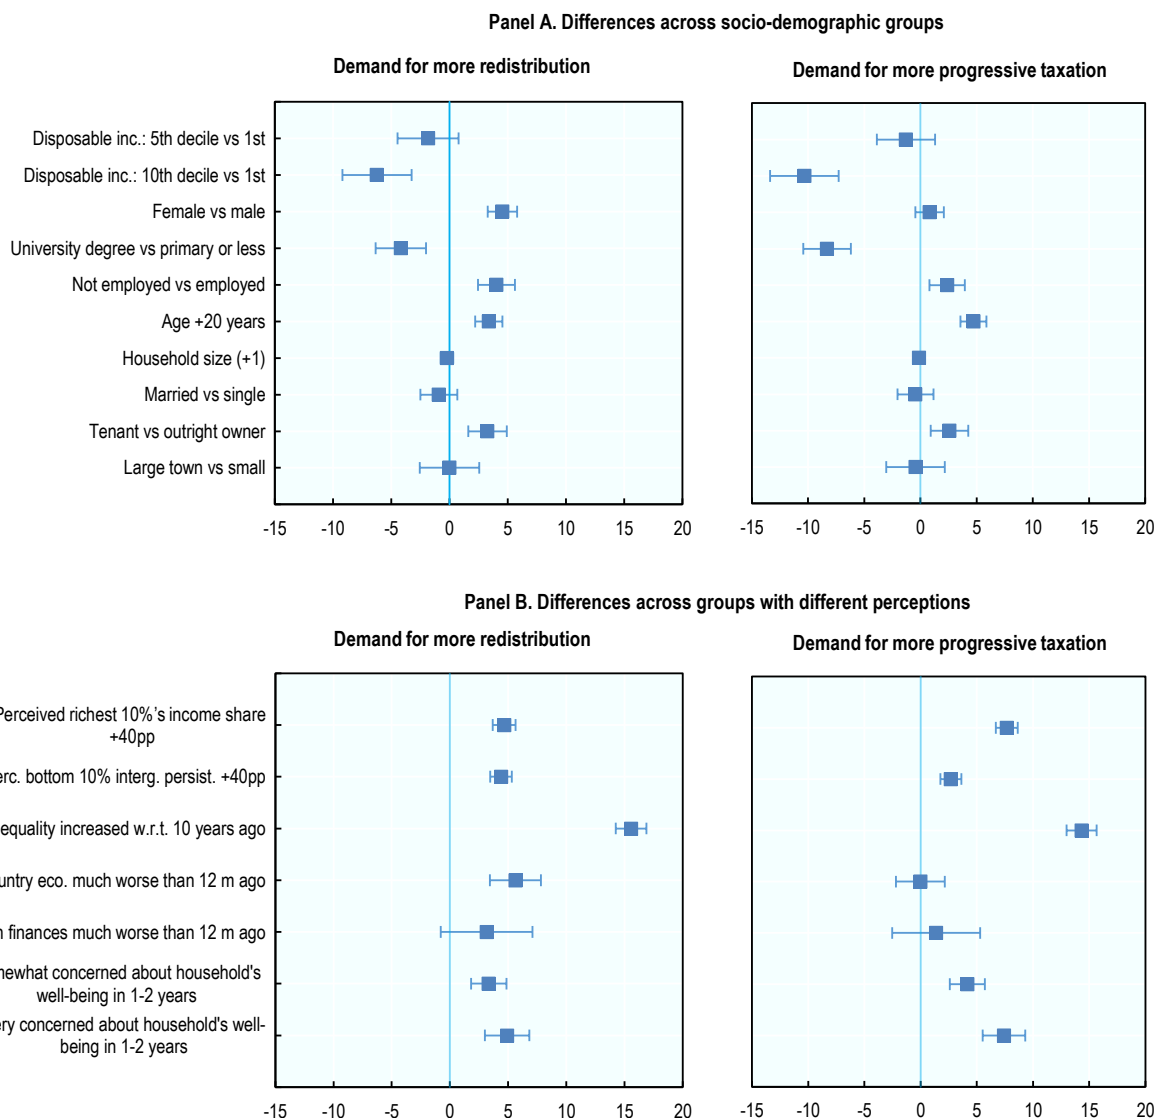 Panel A. Differences across socio-demographic groups
Demand for more redistribution
Demand for more progressive taxation
Disposable inc.: 5th decile vs 1st
Disposable inc.: 10th decile vs 1st
Female vs male
University degree vs primary or less
Not employed vs employed
Age +20 years
Household size (+1)
Married vs single
Tenant vs outright owner
Large town vs small
-15 -10 -5 0 5 10 15 20
-15 -10 -5 0 5 10 15 20
Panel B. Differences across groups with different perceptions
Demand for more redistribution
Demand for more progressive taxation
Perceived richest 10%'s income share
+40pp
erc. bottom 10% interg. persist. +40pp
equality increased w.r.t. 10 years ago
untry eco. much worse than 12 m ago
finances much worse than 12 m ago
mewhat concerned about household's
well-being in 1-2 years
ery concerned about household's well-
being in 1-2 years
-15 -10 -5 0 5 10 15 20
-15 -10 -5 0 5 10 15 20